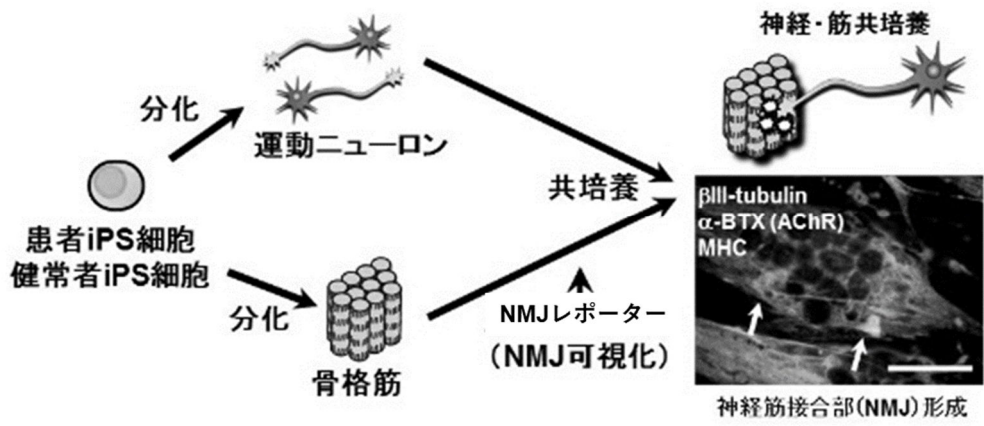 神経・筋共培養
分化
運動ニューロン
共培養
βIII-tubulin
α-BTX (AChR)
MHC
患者iPS細胞
健常者iPS細胞
分化
NMJレポーター
(NMJ可視化)
骨格筋
神経筋接合部(NMJ)形成